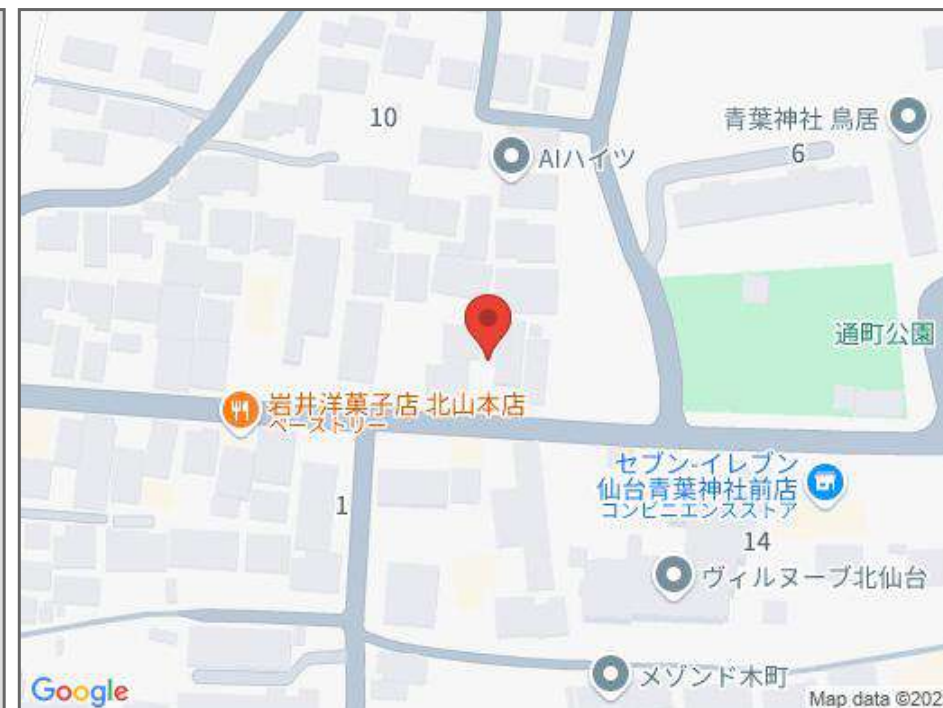 10
青葉神社 鳥居
6
AIハイツ
通町公園
岩井洋菓子店 北山本店
ペーストリー
セブン-イレブン
仙台青葉神社前店
コンビニエンスストア
1
14
ヴィルヌーブ北仙台
メゾンド木町
Google
Map data ©202